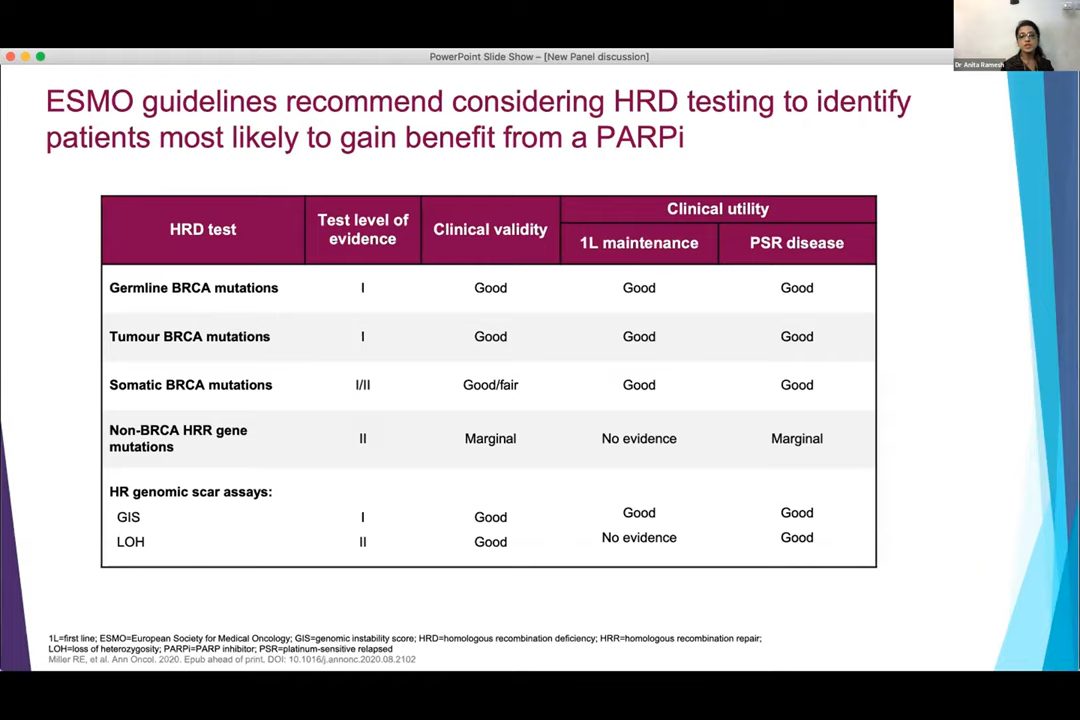 PowerPoint Slide Show – [New Panel discussion]
Dr Anita Ramesh
ESMO guidelines recommend considering HRD testing to identify
patients most likely to gain benefit from a PARPi
HRD test
Test level of
evidence
Clinical validity
Clinical utility
1L maintenance
PSR disease
Germline BRCA mutations I Good Good Good
Tumour BRCA mutations I Good Good Good
Somatic BRCA mutations I/II Good/fair Good Good
Non-BRCA HRR gene
mutations II Marginal No evidence Marginal
HR genomic scar assays:
GIS I Good Good Good
LOH II Good No evidence Good
1L=first line; ESMO=European Society for Medical Oncology; GIS=genomic instability score; HRD=homologous recombination deficiency; HRR=homologous recombination repair;
LOH=loss of heterozygosity; PARPi=PARP inhibitor; PSR=platinum-sensitive relapsed
Miller RE, et al. Ann Oncol. 2020. Epub ahead of print. DOI: 10.1016/j.annonc.2020.08.2102